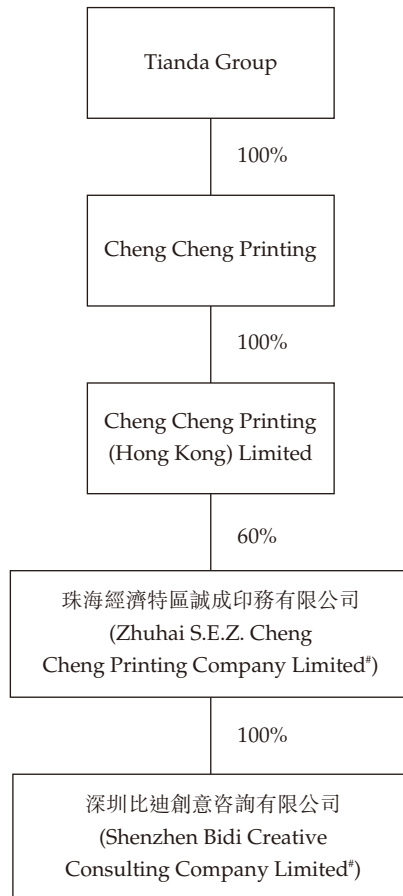 Tianda Group
100%
Cheng Cheng Printing
100%
Cheng Cheng Printing
(Hong Kong) Limited
60%
珠海經濟特區誠成印務有限公司
(Zhuhai S.E.Z. Cheng
Cheng Printing Company Limited#)
100%
深圳比迪創意咨詢有限公司
(Shenzhen Bidi Creative
Consulting Company Limited#)